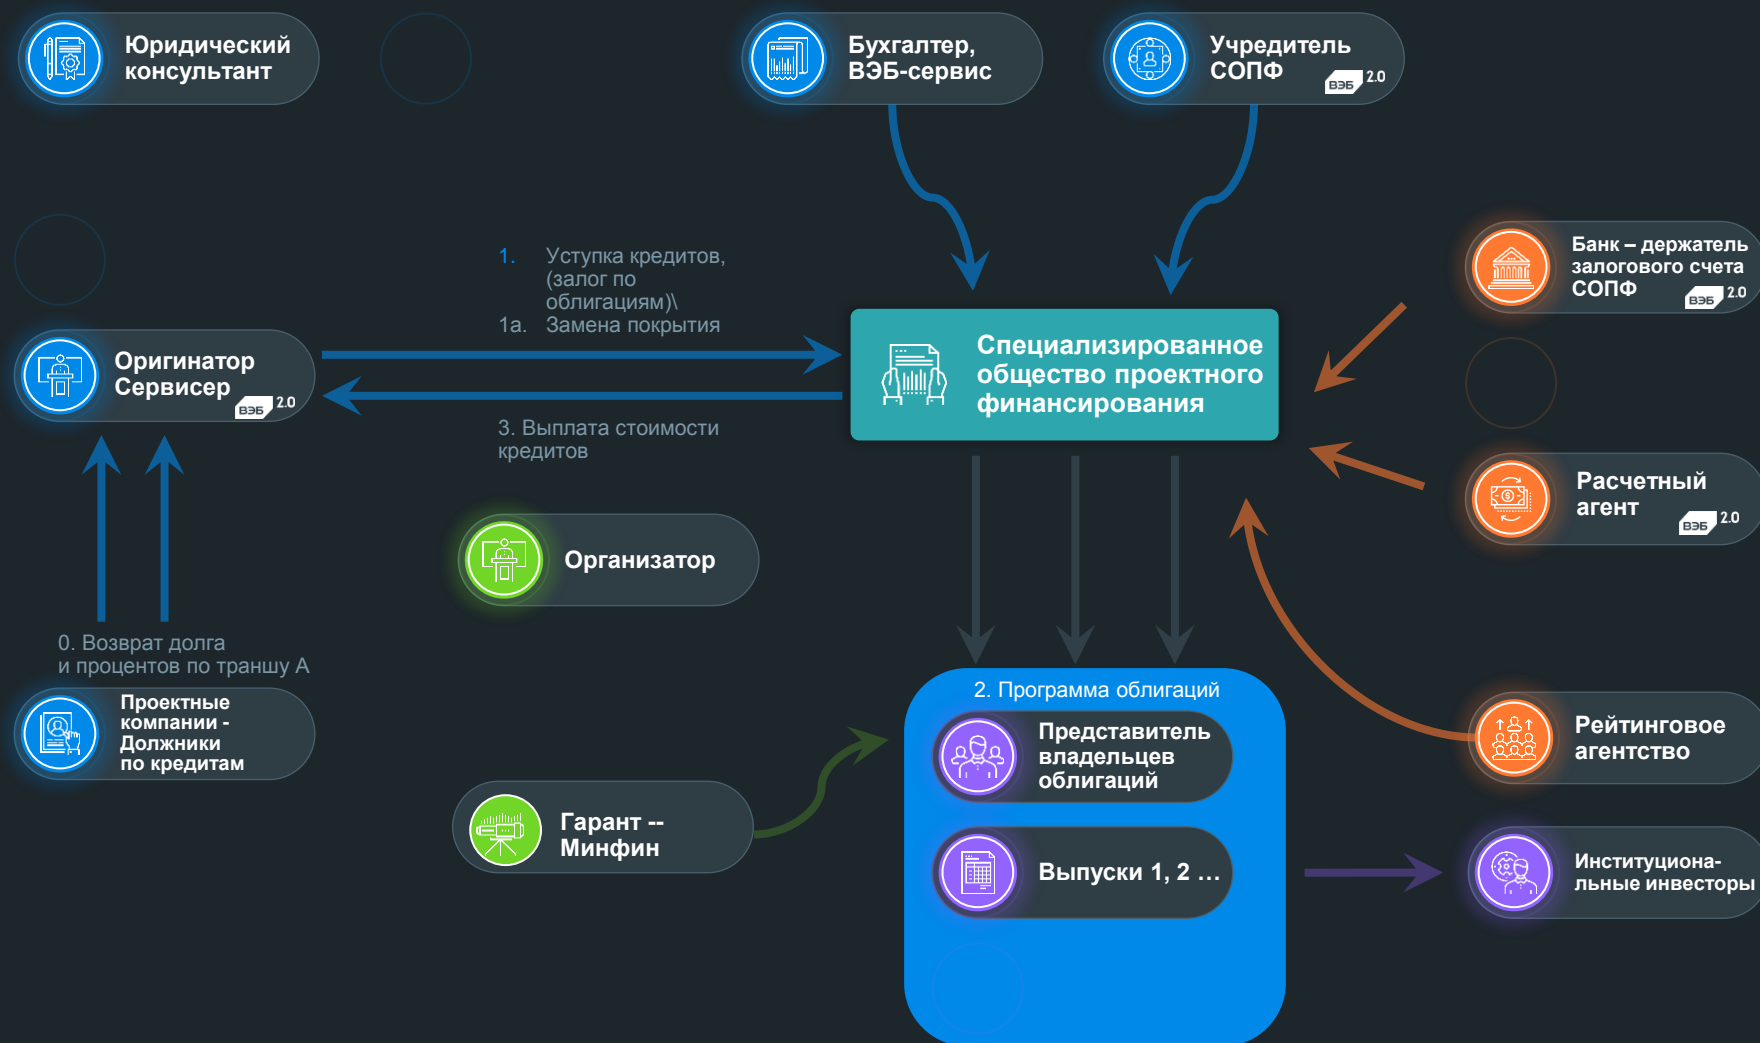 Юридический
консультант
Бухгалтер,
ВЭБ-сервис
Учредитель
СОПФ
ВЭБ 2.0
1. Уступка кредитов,
(залог по
облигациям)\
1а. Замена покрытия
Банк – держатель
залогового счета
СОПФ
ВЭБ 2.0
Оригинатор
Сервисер
ВЭБ 2.0
Специализированное
общество проектного
финансирования
3. Выплата стоимости
кредитов
Расчетный
агент
ВЭБ 2.0
Организатор
0. Возврат долга
и процентов по траншу А
Проектные
компании -
Должники
по кредитам
2. Программа облигаций
Представитель
владельцев
облигаций
Рейтинговое
агентство
Гарант --
Минфин
Выпуски 1, 2 ...
Институциона-
льные инвесторы